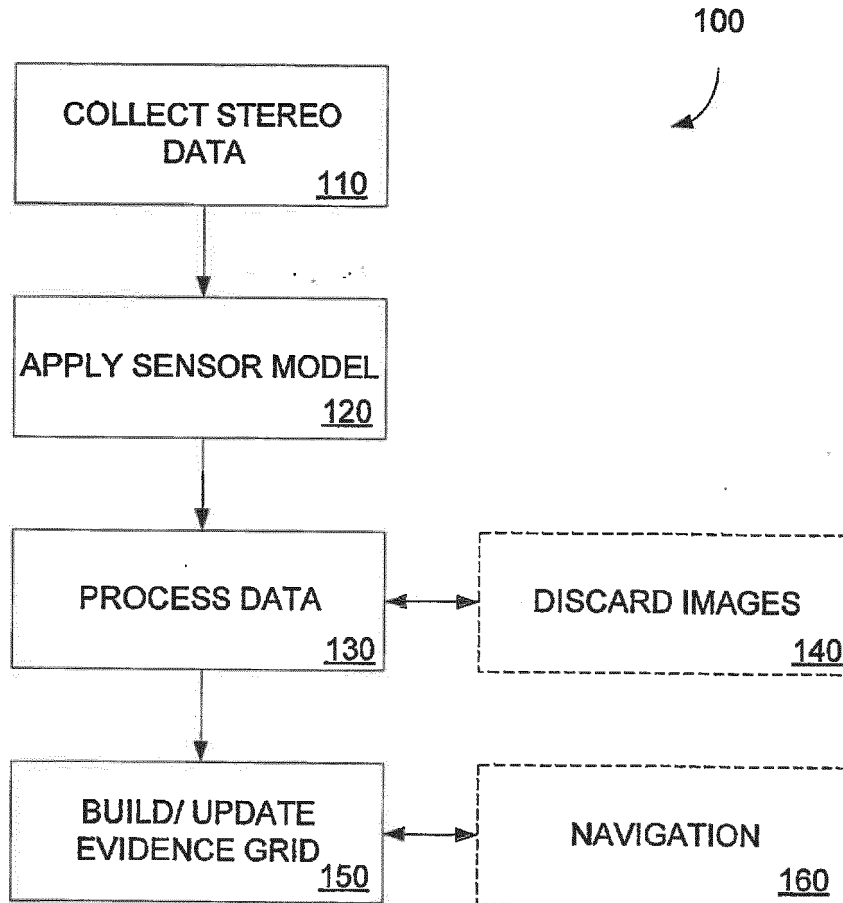 100
COLLECT STEREO
DATA
110
APPLY SENSOR MODEL
120
PROCESS DATA
130
DISCARD IMAGES
140
BUILD/ UPDATE
EVIDENCE GRID
150
NAVIGATION
160